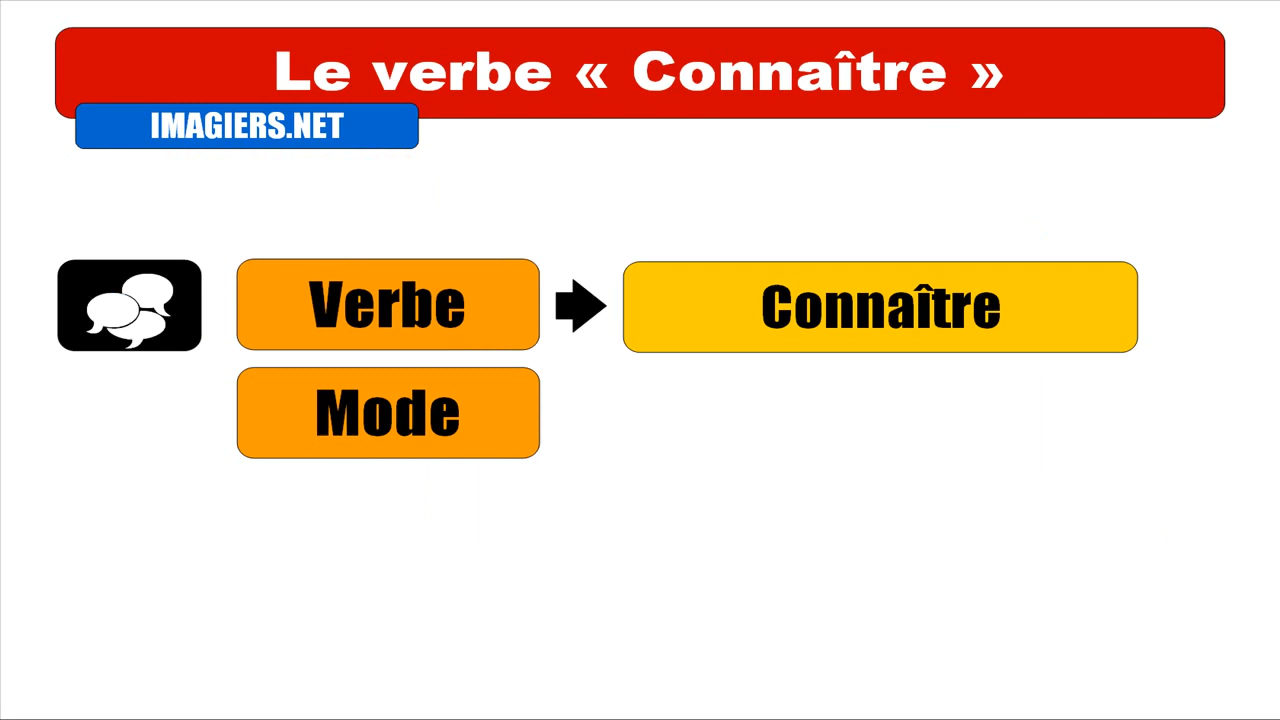 Le verbe « Connaître »
IMAGIERS.NET
Verbe
Connaître
Mode